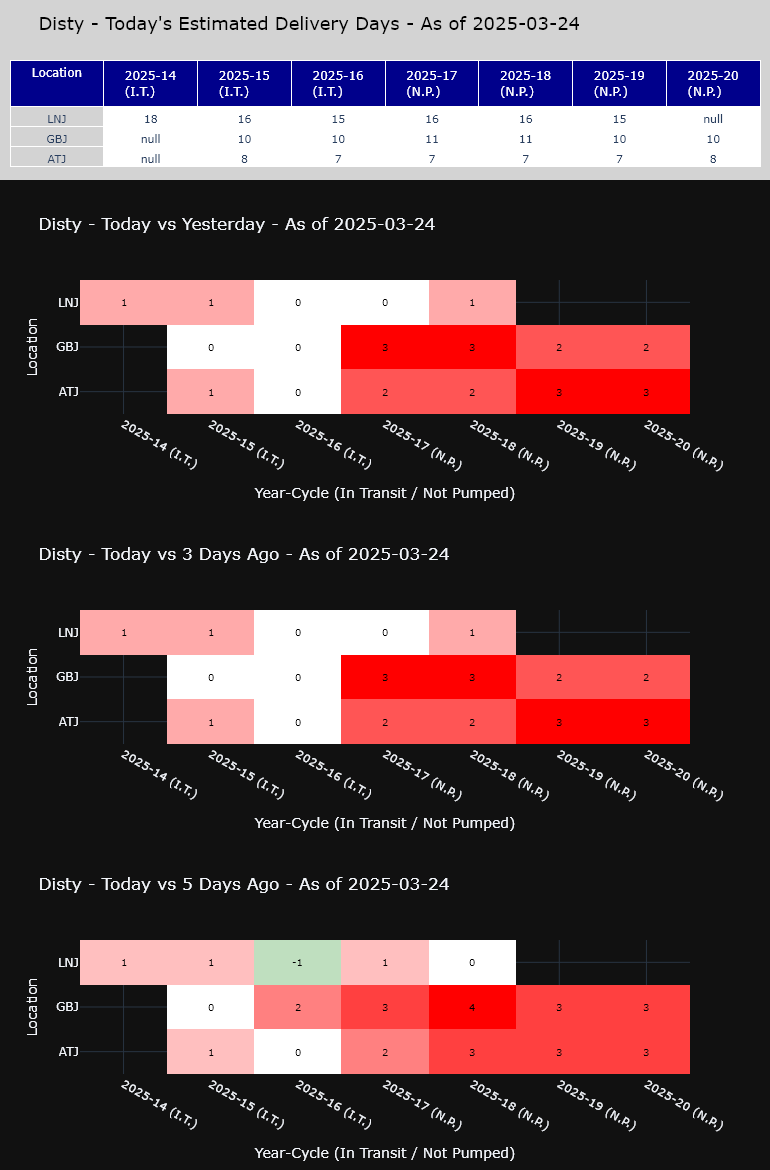 Disty - Today's Estimated Delivery Days - As of 2025-03-24
Location 2025-14 (I.T.) 2025-15 (I.T.) 2025-16 (I.T.) 2025-17 (N.P.) 2025-18 (N.P.) 2025-19 (N.P.) 2025-20 (N.P.)
LNJ 18 16 15 16 16 15 null
GBJ null 10 10 11 11 10 10
ATJ null 8 7 7 7 7 8
Disty - Today vs Yesterday - As of 2025-03-24
Location
LNJ 1 1 0 0 1
GBJ 0 0 3 3 2 2
ATJ 1 0 2 2 3 3
2025-14 (I.T.) 2025-15 (I.T.) 2025-16 (I.T.) 2025-17 (N.P.) 2025-18 (N.P.) 2025-19 (N.P.) 2025-20 (N.P.)
Year-Cycle (In Transit / Not Pumped)
Disty - Today vs 3 Days Ago - As of 2025-03-24
Location
LNJ 1 1 0 0 1
GBJ 0 0 3 3 2 2
ATJ 1 0 2 2 3 3
2025-14 (I.T.) 2025-15 (I.T.) 2025-16 (I.T.) 2025-17 (N.P.) 2025-18 (N.P.) 2025-19 (N.P.) 2025-20 (N.P.)
Year-Cycle (In Transit / Not Pumped)
Disty - Today vs 5 Days Ago - As of 2025-03-24
Location
LNJ 1 1 -1 1 0
GBJ 0 2 3 4 3 3
ATJ 1 0 2 3 3 3
2025-14 (I.T.) 2025-15 (I.T.) 2025-16 (I.T.) 2025-17 (N.P.) 2025-18 (N.P.) 2025-19 (N.P.) 2025-20 (N.P.)
Year-Cycle (In Transit / Not Pumped)